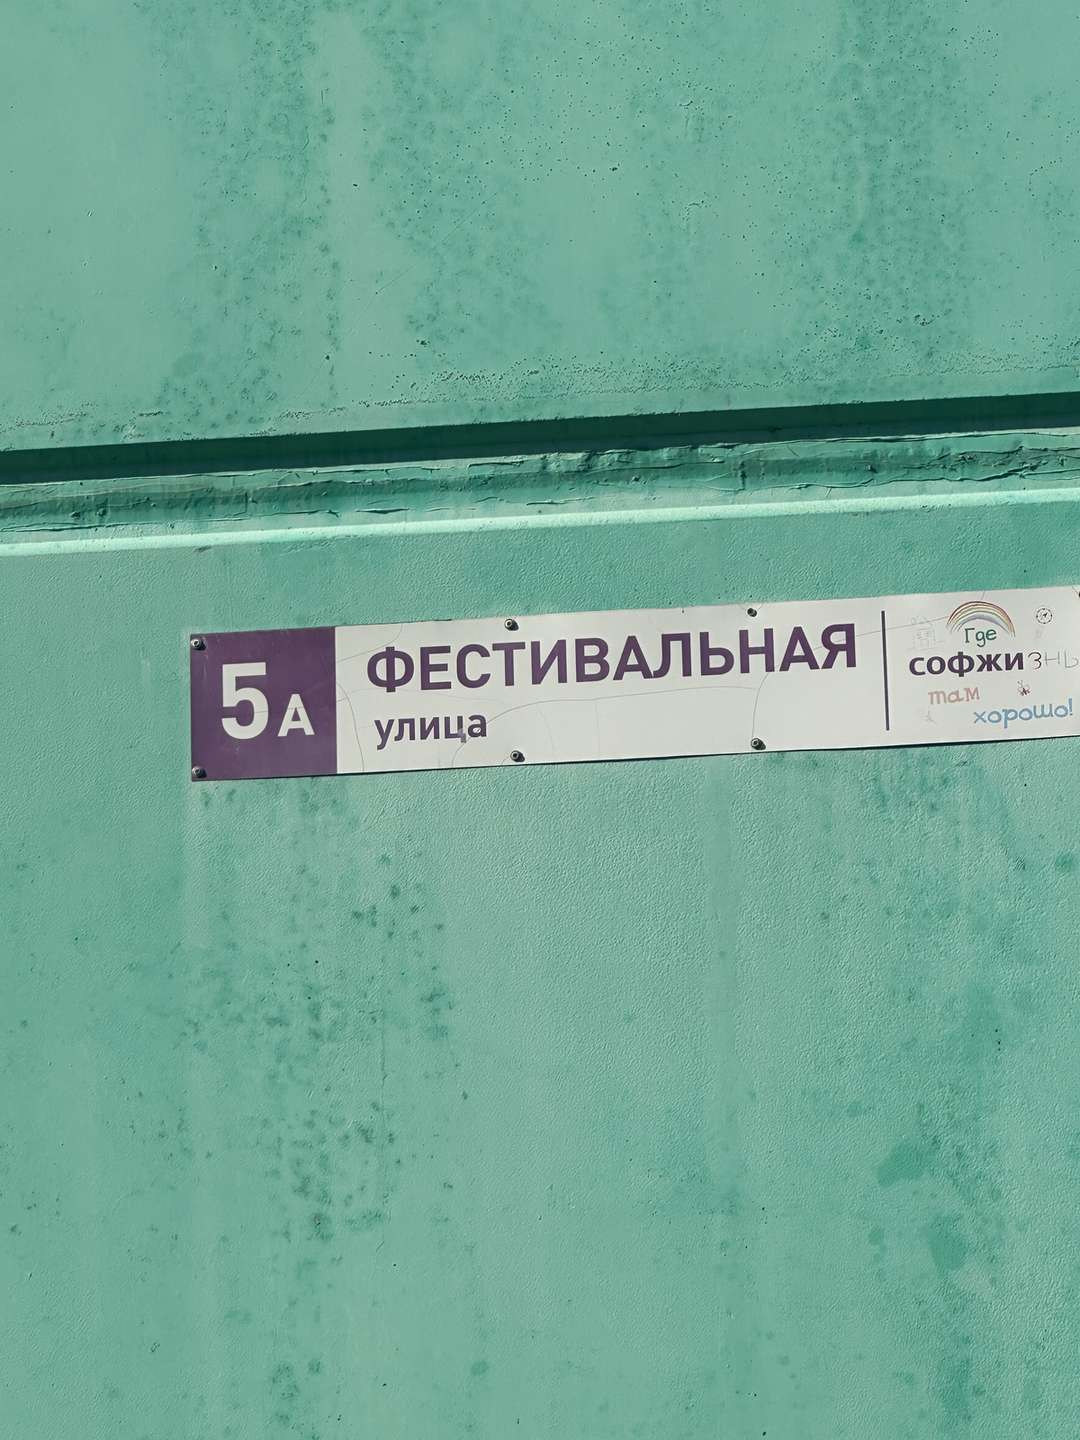 5А
ФЕСТИВАЛЬНАЯ
улица
Где
софжизнь
там
хорошо!